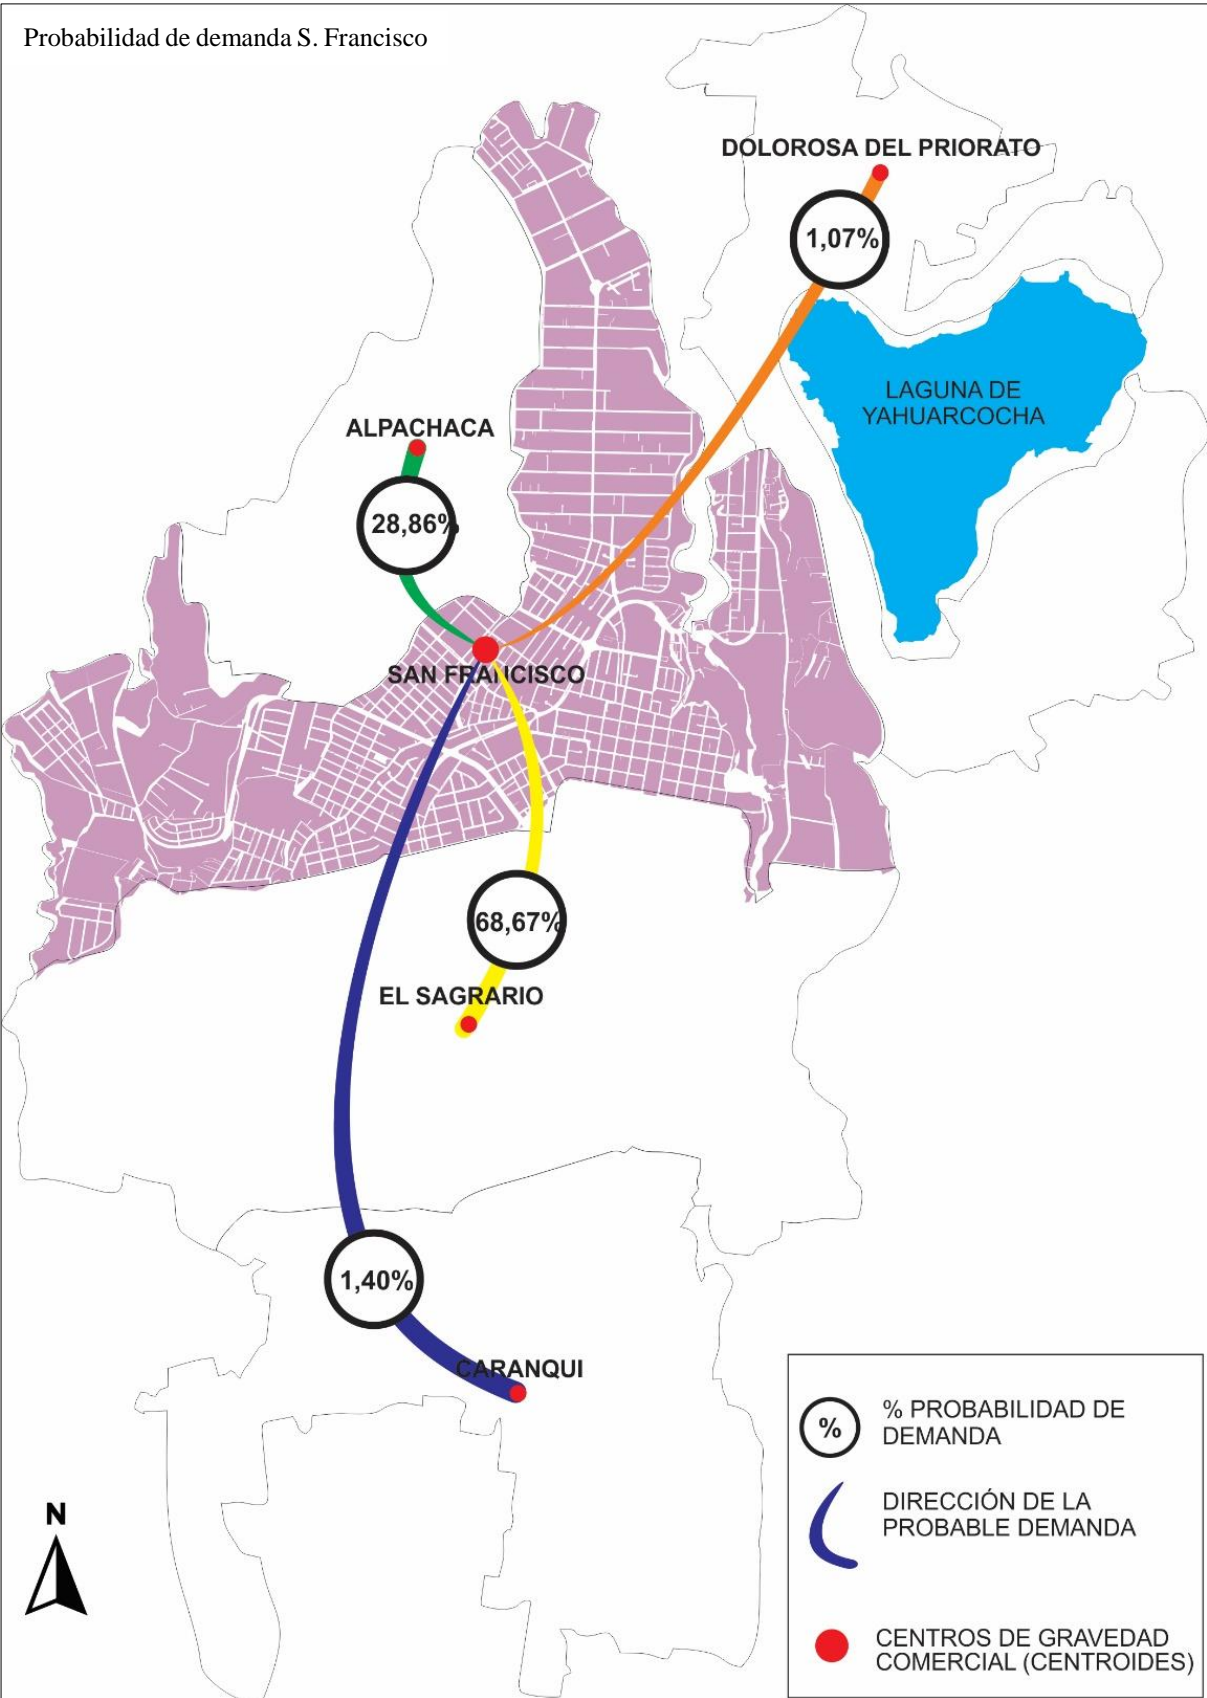 Probabilidad de demanda S. Francisco
DOLOROSA DEL PRIORATO
1,07%
LAGUNA DE
YAHUARCOCHA
ALPACHACA
28,86%
SAN FRANCISCO
68,67%
EL SAGRARIO
1,40%
CARANQUI
N
%
% PROBABILIDAD DE
DEMANDA
DIRECCIÓN DE LA
PROBABLE DEMANDA
CENTROS DE GRAVEDAD
COMERCIAL (CENTROIDES)